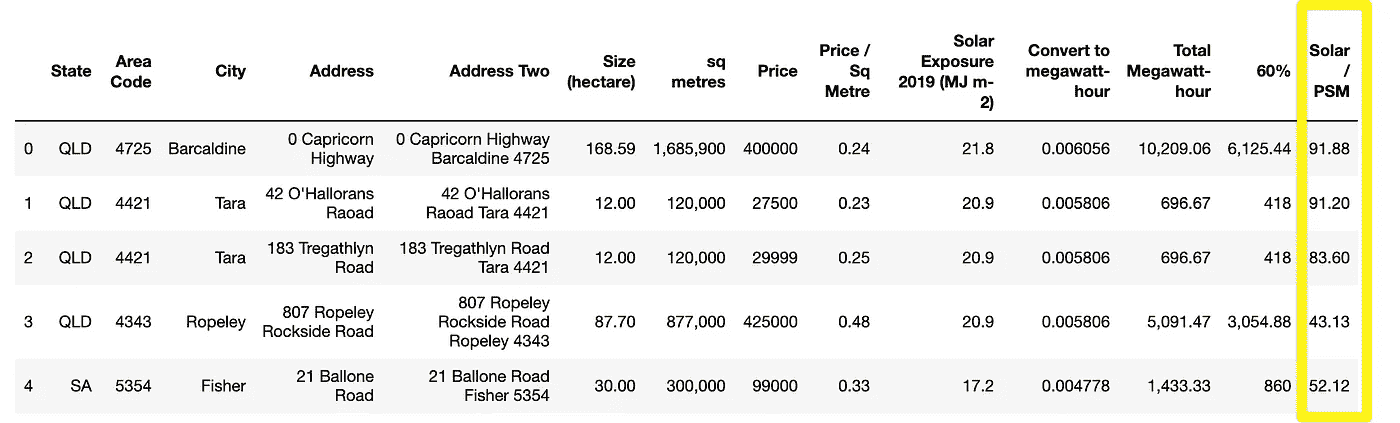 State Area Code City Address Address Two Size (hectare) sq metres Price Price / Sq Metre Solar Exposure 2019 (MJ m-2) Convert to megawatt-hour Total Megawatt-hour 60% Solar / PSM
0 QLD 4725 Barcaldine 0 Capricorn Highway 0 Capricorn Highway Barcaldine 4725 168.59 1,685,900 400000 0.24 21.8 0.006056 10,209.06 6,125.44 91.88
1 QLD 4421 Tara 42 O'Hallorans Raoad 42 O'Hallorans Raoad Tara 4421 12.00 120,000 27500 0.23 20.9 0.005806 696.67 418 91.20
2 QLD 4421 Tara 183 Tregathlyn Road 183 Tregathlyn Road Tara 4421 12.00 120,000 29999 0.25 20.9 0.005806 696.67 418 83.60
3 QLD 4343 Ropeley 807 Ropeley Rockside Road 807 Ropeley Rockside Road Ropeley 4343 87.70 877,000 425000 0.48 20.9 0.005806 5,091.47 3,054.88 43.13
4 SA 5354 Fisher 21 Ballone Road 21 Ballone Road Fisher 5354 30.00 300,000 99000 0.33 17.2 0.004778 1,433.33 860 52.12